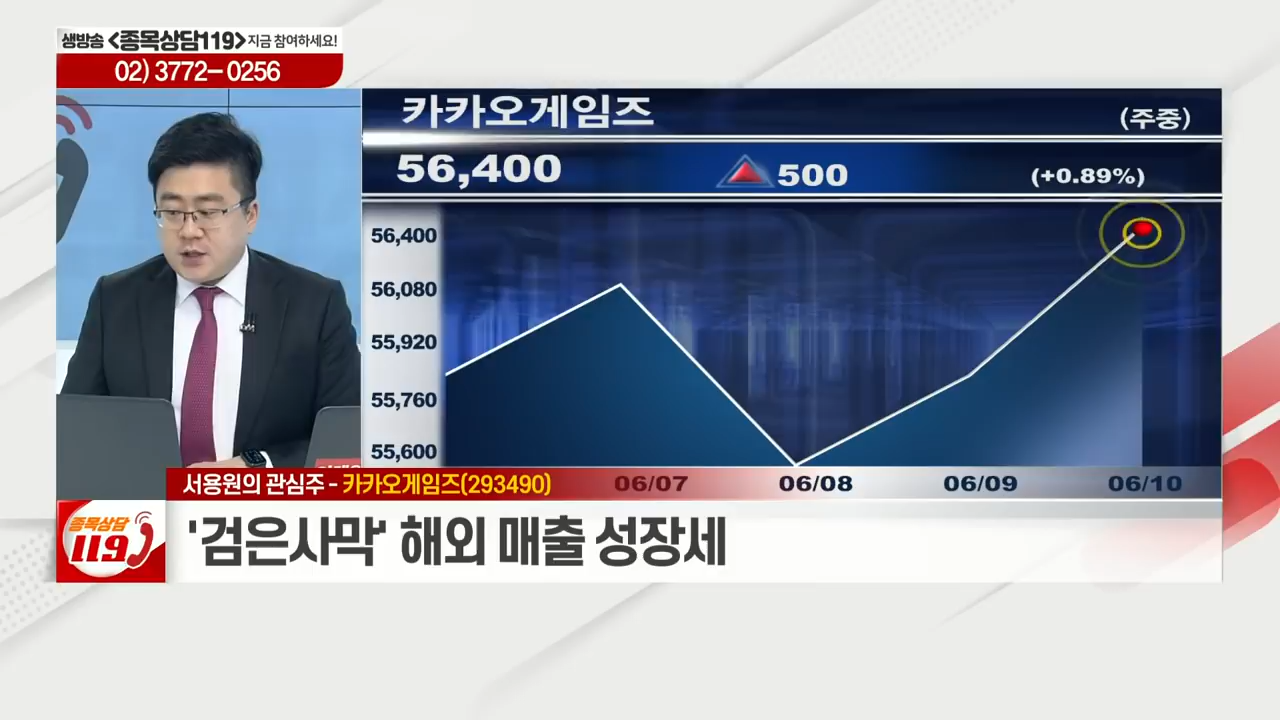 생방송 <종목상담119> 지금 참여하세요!
02) 3772-0256
카카오게임즈
(주중)
56,400
500
(+0.89%)
56,400
56,080
55,920
55,760
55,600
06/07
06/08
06/09
06/10
서용원의 관심주 - 카카오게임즈(293490)
종목상담
119
'검은사막' 해외 매출 성장세